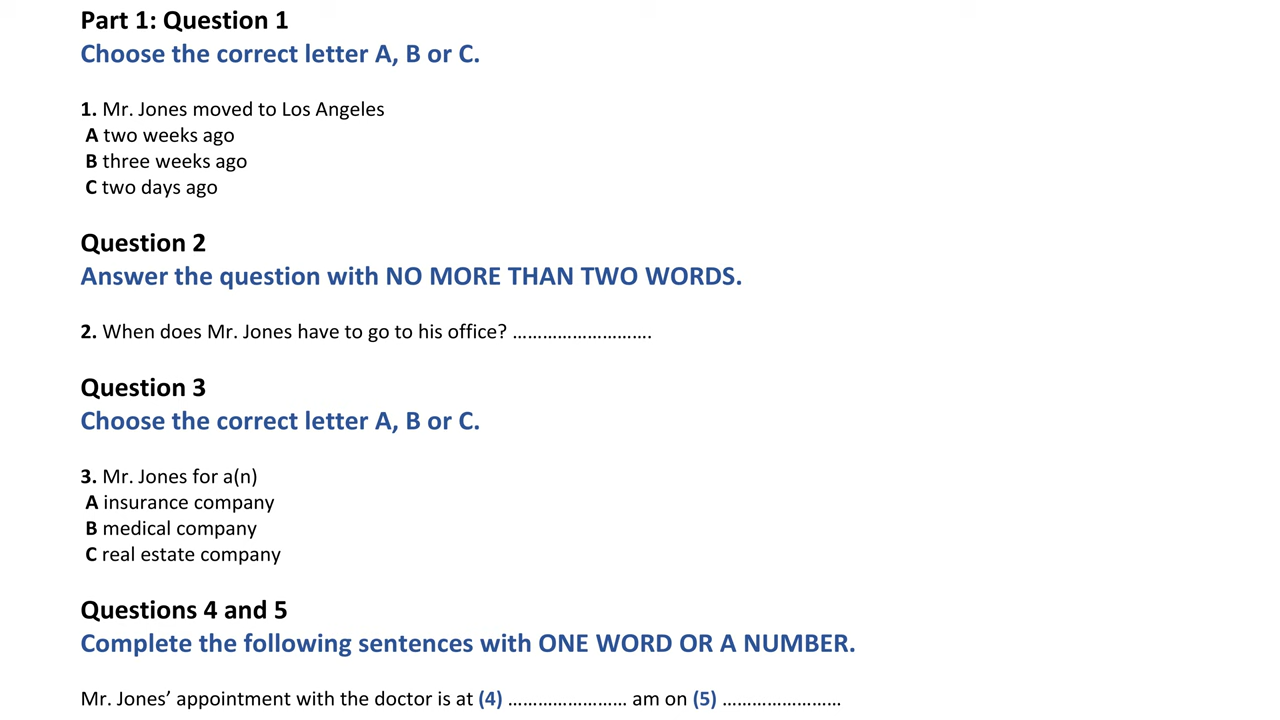 Part 1: Question 1
Choose the correct letter A, B or C.
1. Mr. Jones moved to Los Angeles
A two weeks ago
B three weeks ago
C two days ago
Question 2
Answer the question with NO MORE THAN TWO WORDS.
2. When does Mr. Jones have to go to his office? …………………….
Question 3
Choose the correct letter A, B or C.
3. Mr. Jones for a(n)
A insurance company
B medical company
C real estate company
Questions 4 and 5
Complete the following sentences with ONE WORD OR A NUMBER.
Mr. Jones’ appointment with the doctor is at (4) ………………… am on (5) …………………